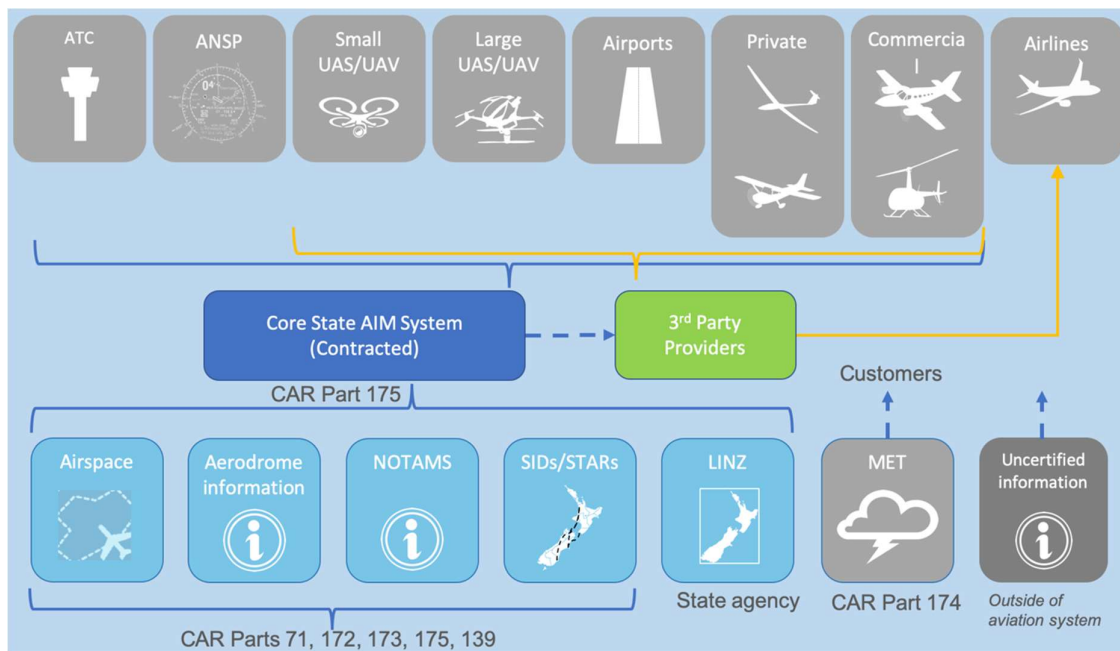 ATC
ANSP
Small
UAS/UAV
Large
UAS/UAV
Airports
Private
Commercia
l
Airlines
04
Core State AIM System
(Contracted)
3rd Party
Providers
CAR Part 175
Customers
Airspace
Aerodrome
information
NOTAMS
SIDs/STARs
LINZ
MET
Uncertified
information
State agency
CAR Part 174
Outside of
aviation system
CAR Parts 71, 172, 173, 175, 139